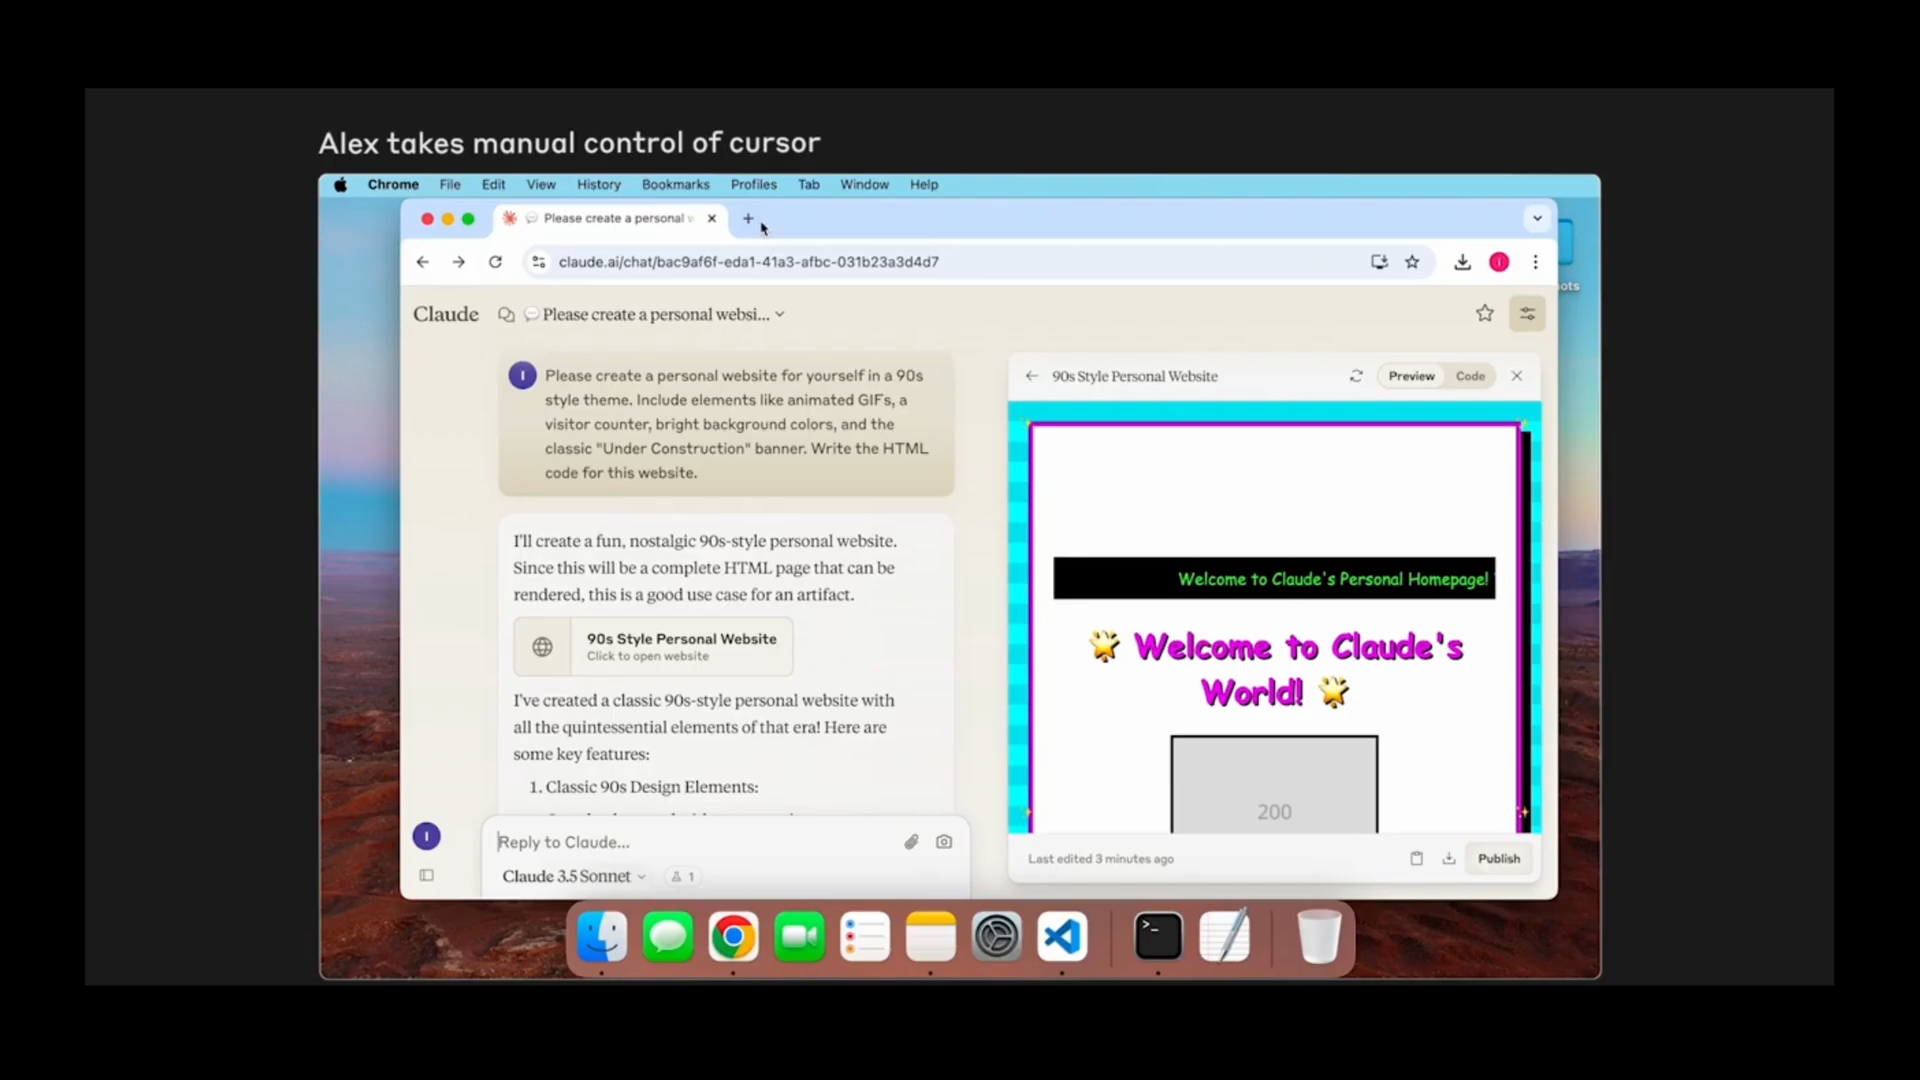 Alex takes manual control of cursor
Chrome File Edit View History Bookmarks Profiles Tab Window Help
Please create a personal
claude.ai/chat/bac9af6f-eda1-41a3-afbc-031b23a3d4d7
ots
Claude
Please create a personal websi...
I
Please create a personal website for yourself in a 90s
style theme. Include elements like animated GIFs, a
visitor counter, bright background colors, and the
classic "Under Construction" banner. Write the HTML
code for this website.
I'll create a fun, nostalgic 90s-style personal website.
Since this will be a complete HTML page that can be
rendered, this is a good use case for an artifact.
90s Style Personal Website
Click to open website
I've created a classic 90s-style personal website with
all the quintessential elements of that era! Here are
some key features:
1. Classic 90s Design Elements:
I
Reply to Claude...
Claude 3.5 Sonnet
1
90s Style Personal Website
Preview Code
Welcome to Claude's Personal Homepage!
Welcome to Claude's
World!
200
Last edited 3 minutes ago
Publish